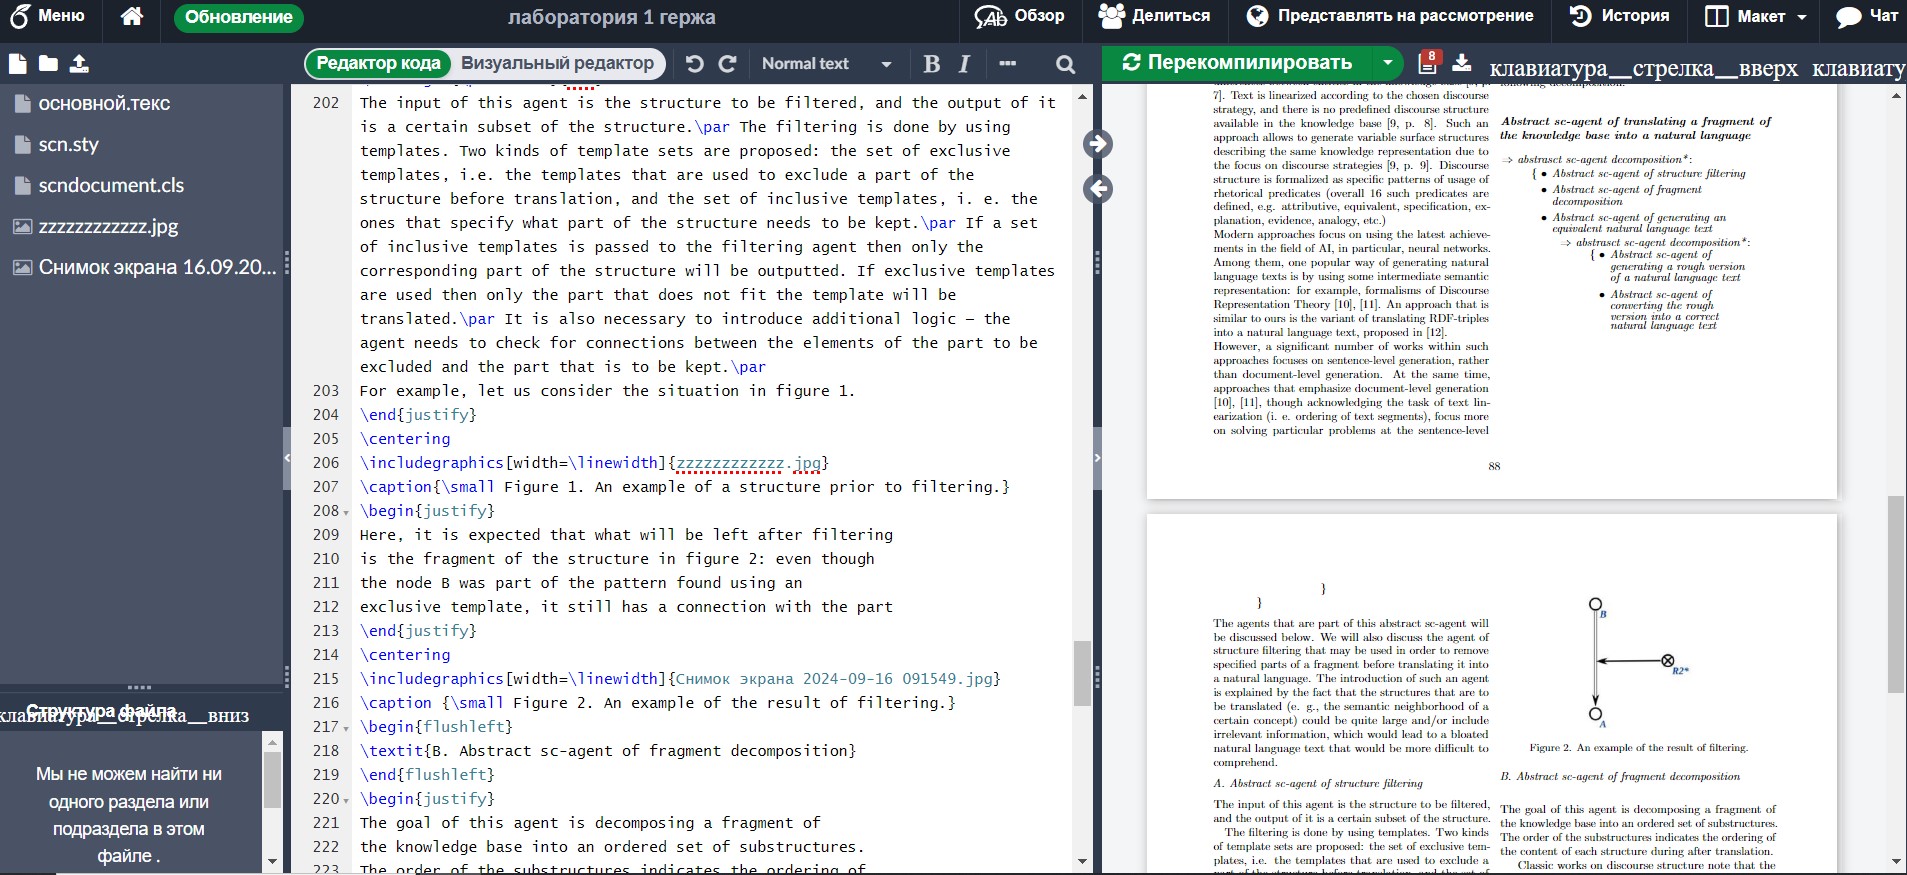 Меню
Обновление
лаборатория 1 гержа
Обзор
Делиться
Представлять на рассмотрение
История
Макет
Чат
Редактор кода
Визуальный редактор
Normal text
B I
Перекомпилировать
8
клавиатура__стрелка__вверх клавиату
основной.текс
scn.sty
scndocument.cls
zzzzzzzzzzzz.jpg
Снимок экрана 16.09.20...
Структура файла
клавиатура__стрелка__вниз
Мы не можем найти ни
одного раздела или
подраздела в этом
файле .
202 The input of this agent is the structure to be filtered, and the output of it
is a certain subset of the structure.\par The filtering is done by using
templates. Two kinds of template sets are proposed: the set of exclusive
templates, i.e. the templates that are used to exclude a part of the
structure before translation, and the set of inclusive templates, i. e. the
ones that specify what part of the structure needs to be kept.\par If a set
of inclusive templates is passed to the filtering agent then only the
corresponding part of the structure will be outputted. If exclusive templates
are used then only the part that does not fit the template will be
translated.\par It is also necessary to introduce additional logic – the
agent needs to check for connections between the elements of the part to be
excluded and the part that is to be kept.\par
203 For example, let us consider the situation in figure 1.
204 \end{justify}
205 \centering
206 \includegraphics[width=\linewidth]{zzzzzzzzzzzz.jpg}
207 \caption{\small Figure 1. An example of a structure prior to filtering.}
208 \begin{justify}
209 Here, it is expected that what will be left after filtering
210 is the fragment of the structure in figure 2: even though
211 the node B was part of the pattern found using an
212 exclusive template, it still has a connection with the part
213 \end{justify}
214 \centering
215 \includegraphics[width=\linewidth]{Снимок экрана 2024-09-16 091549.jpg}
216 \caption {\small Figure 2. An example of the result of filtering.}
217 \begin{flushleft}
218 \textit{B. Abstract sc-agent of fragment decomposition}
219 \end{flushleft}
220 \begin{justify}
221 The goal of this agent is decomposing a fragment of
222 the knowledge base into an ordered set of substructures.
223 The order of the substructures indicates the ordering of
7]. Text is linearized according to the chosen discourse
strategy, and there is no predefined discourse structure
available in the knowledge base [9, p. 8]. Such an
approach allows to generate variable surface structures
describing the same knowledge representation due to
the focus on discourse strategies [9, p. 9]. Discourse
structure is formalized as specific patterns of usage of
rhetorical predicates (overall 16 such predicates are
defined, e.g. attributive, equivalent, specification, ex-
planation, evidence, analogy, etc.)
Modern approaches focus on using the latest achieve-
ments in the field of AI, in particular, neural networks.
Among them, one popular way of generating natural
language texts is by using some intermediate semantic
representation: for example, formalisms of Discourse
Representation Theory [10], [11]. An approach that is
similar to ours is the variant of translating RDF-triples
into a natural language text, proposed in [12].
However, a significant number of works within such
approaches focuses on sentence-level generation, rather
than document-level generation. At the same time,
approaches that emphasize document-level generation
[10], [11], though acknowledging the task of text lin-
earization (i. e. ordering of text segments), focus more
on solving particular problems at the sentence-level
following decomposition:
Abstract sc-agent of translating a fragment of
the knowledge base into a natural language
⇒ abstrasct sc-agent decomposition*:
{ • Abstract sc-agent of structure filtering
• Abstract sc-agent of fragment
decomposition
• Abstract sc-agent of generating an
equivalent natural language text
⇒ abstrasct sc-agent decomposition*:
{ • Abstract sc-agent of
generating a rough version
of a natural language text
• Abstract sc-agent of
converting the rough
version into a correct
natural language text
88
}
}
The agents that are part of this abstract sc-agent will
be discussed below. We will also discuss the agent of
structure filtering that may be used in order to remove
specified parts of a fragment before translating it into
a natural language. The introduction of such an agent
is explained by the fact that the structures that are to
be translated (e. g., the semantic neighborhood of a
certain concept) could be quite large and/or include
irrelevant information, which would lead to a bloated
natural language text that would be more difficult to
comprehend.
A. Abstract sc-agent of structure filtering
The input of this agent is the structure to be filtered,
and the output of it is a certain subset of the structure.
The filtering is done by using templates. Two kinds
of template sets are proposed: the set of exclusive tem-
plates, i.e. the templates that are used to exclude a
part of the structure before translation, and the set of
B
R2*
A
Figure 2. An example of the result of filtering.
B. Abstract sc-agent of fragment decomposition
The goal of this agent is decomposing a fragment of
the knowledge base into an ordered set of substructures.
The order of the substructures indicates the ordering of
the content of each structure during after translation.
Classic works on discourse structure note that the